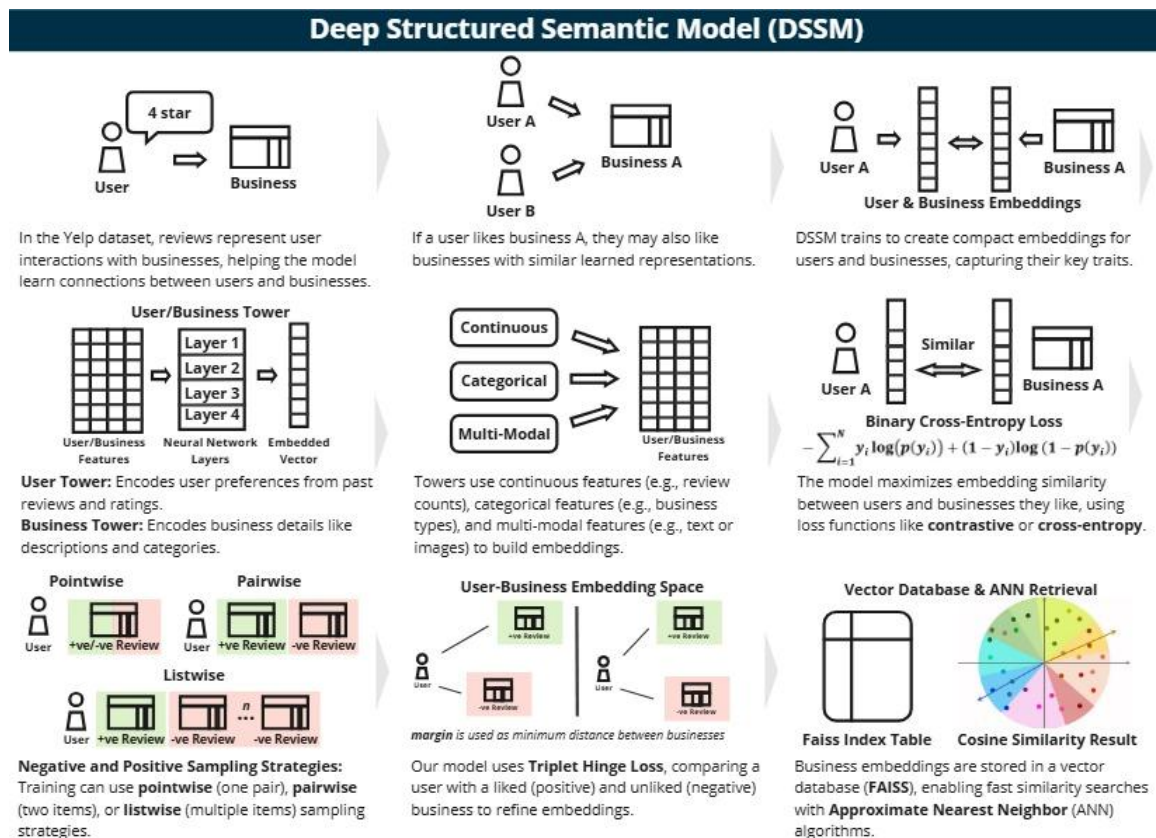 Deep Structured Semantic Model (DSSM)
4 star
User
Business
In the Yelp dataset, reviews represent user
interactions with businesses, helping the model
learn connections between users and businesses.
User A
User B
Business A
If a user likes business A, they may also like
businesses with similar learned representations.
User A
Business A
User & Business Embeddings
DSSM trains to create compact embeddings for
users and businesses, capturing their key traits.
User/Business Tower
Layer 1
Layer 2
Layer 3
Layer 4
User/Business
Features
Neural Network
Layers
Embedded
Vector
User Tower: Encodes user preferences from past
reviews and ratings.
Business Tower: Encodes business details like
descriptions and categories.
Continuous
Categorical
Multi-Modal
User/Business
Features
Towers use continuous features (e.g., review
counts), categorical features (e.g., business
types), and multi-modal features (e.g., text or
images) to build embeddings.
User A
Similar
Business A
Binary Cross-Entropy Loss
− ∑_{i=1}^{N} y_i log(p(y_i)) + (1 − y_i)log (1 − p(y_i))
The model maximizes embedding similarity
between users and businesses they like, using
loss functions like contrastive or cross-entropy.
Pointwise
User
+ve/-ve Review
Pairwise
User
+ve Review
-ve Review
Listwise
User
+ve Review
-ve Review
n
...
-ve Review
Negative and Positive Sampling Strategies:
Training can use pointwise (one pair), pairwise
(two items), or listwise (multiple items) sampling
strategies.
User-Business Embedding Space
+ve Review
User
-ve Review
+ve Review
User
-ve Review
margin is used as minimum distance between businesses
Our model uses Triplet Hinge Loss, comparing a
user with a liked (positive) and unliked (negative)
business to refine embeddings.
Vector Database & ANN Retrieval
Faiss Index Table
Cosine Similarity Result
Business embeddings are stored in a vector
database (FAISS), enabling fast similarity searches
with Approximate Nearest Neighbor (ANN)
algorithms.